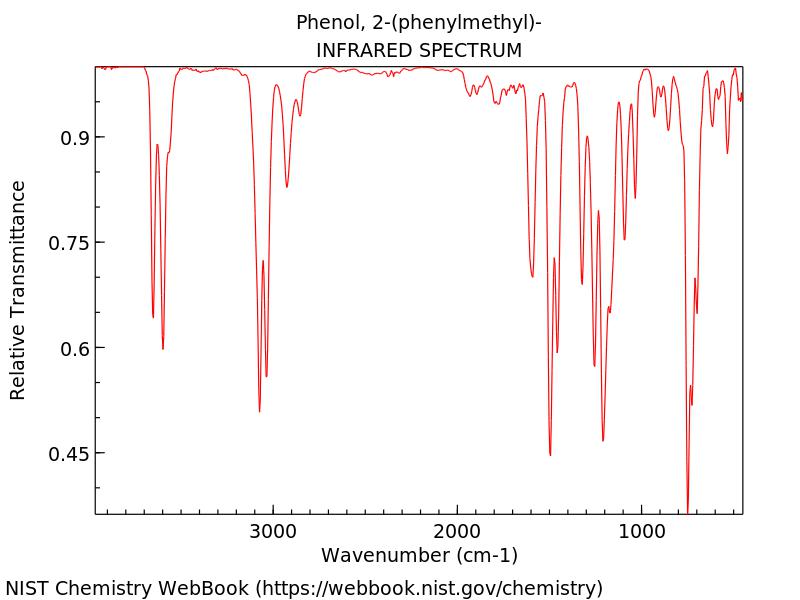 Phenol, 2-(phenylmethyl)-
INFRARED SPECTRUM
0.9
0.75
0.6
0.45
Relative Transmittance
3000 2000 1000
Wavenumber (cm-1)
NIST Chemistry WebBook (https://webbook.nist.gov/chemistry)